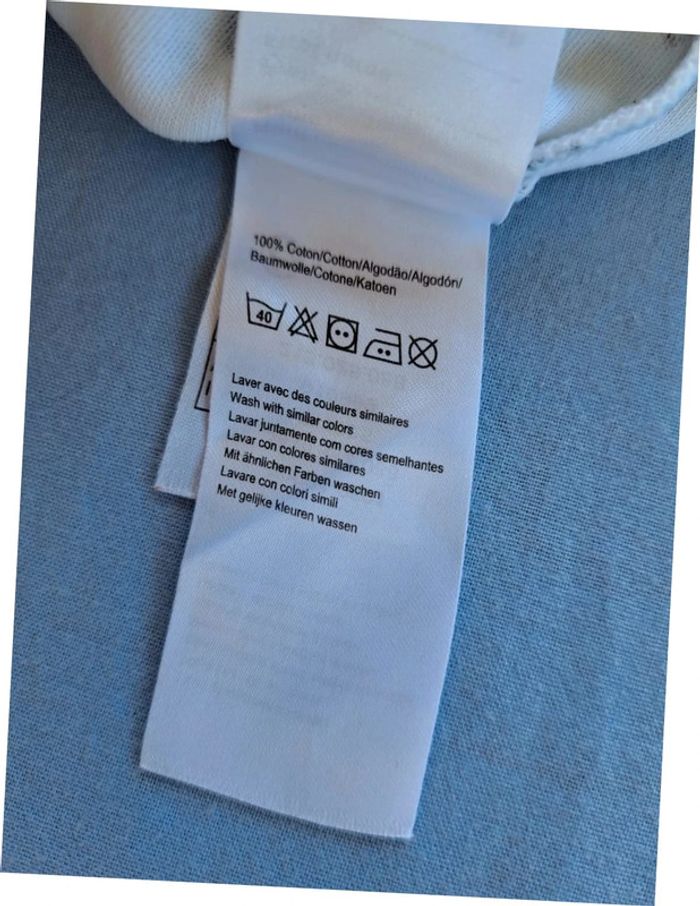 100% Coton/Cotton/Algodão/Algodón/
Baumwolle/Cotone/Katoen
40
Laver avec des couleurs similaires
Wash with similar colors
Lavar juntamente com cores semelhantes
Lavar con colores similares
Mit ähnlichen Farben waschen
Lavare con colori simili
Met gelijke kleuren wassen